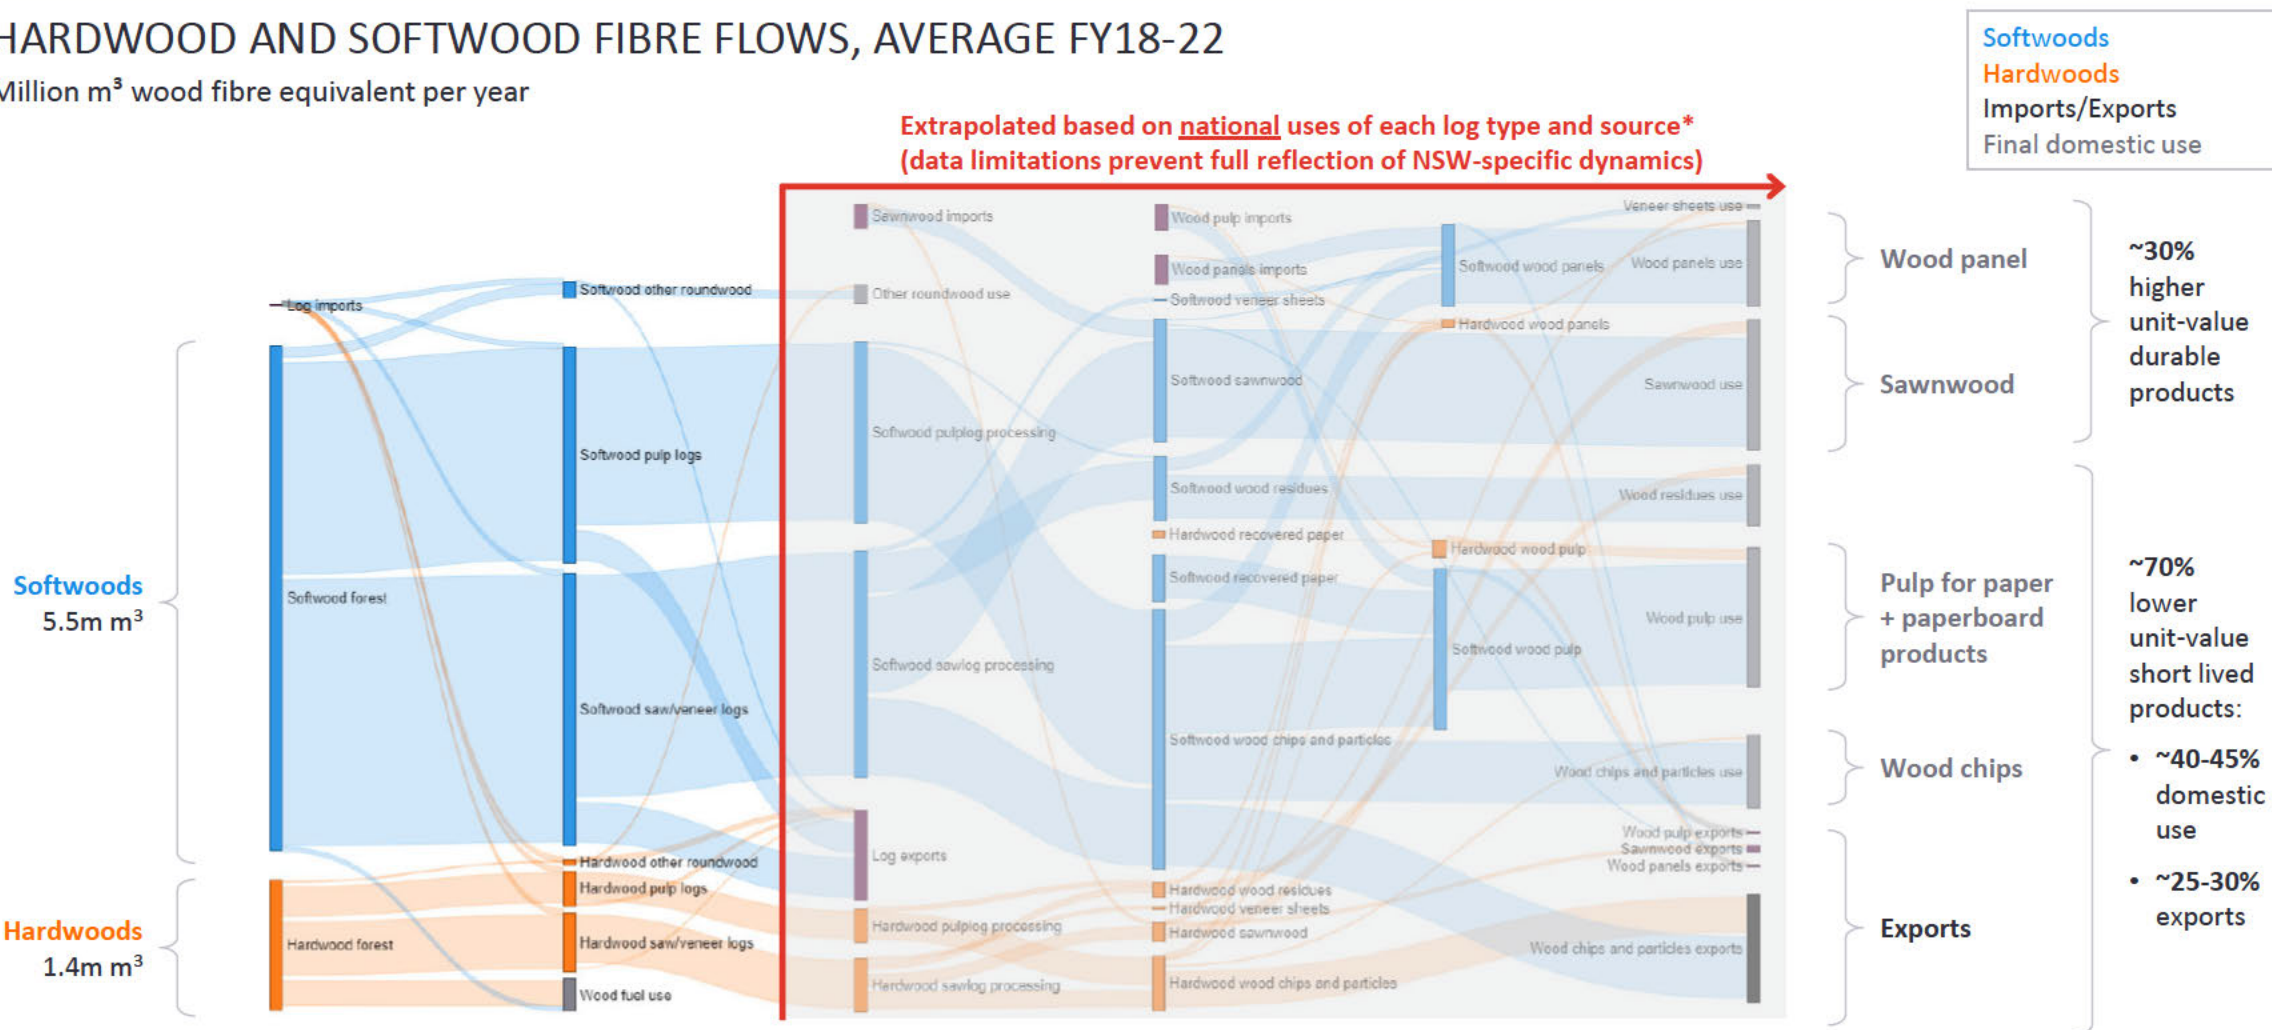 HARDWOOD AND SOFTWOOD FIBRE FLOWS, AVERAGE FY18-22
Million m³ wood fibre equivalent per year
Softwoods
Hardwoods
Imports/Exports
Final domestic use
Extrapolated based on national uses of each log type and source*
(data limitations prevent full reflection of NSW-specific dynamics)
Softwoods
5.5m m³
Hardwoods
1.4m m³
Log imports
Softwood forest
Hardwood forest
Softwood other roundwood
Softwood pulp logs
Softwood saw/veneer logs
Hardwood other roundwood
Hardwood pulp logs
Hardwood saw/veneer logs
Wood fuel use
Sawnwood imports
Other roundwood use
Softwood pulplog processing
Softwood sawlog processing
Log exports
Hardwood pulplog processing
Hardwood sawlog processing
Wood pulp imports
Wood panels imports
Softwood veneer sheets
Softwood sawnwood
Softwood wood residues
Hardwood recovered paper
Softwood recovered paper
Softwood wood chips and particles
Hardwood wood residues
Hardwood veneer sheets
Hardwood sawnwood
Hardwood wood chips and particles
Softwood wood panels
Hardwood wood panels
Hardwood wood pulp
Softwood wood pulp
Veneer sheets use
Wood panels use
Sawnwood use
Wood residues use
Wood pulp use
Wood chips and particles use
Wood pulp exports
Sawnwood exports
Wood panels exports
Wood chips and particles exports
Wood panel
Sawnwood
Pulp for paper
+ paperboard
products
Wood chips
Exports
~30%
higher
unit-value
durable
products
~70%
lower
unit-value
short lived
products:
• ~40-45%
domestic
use
• ~25-30%
exports